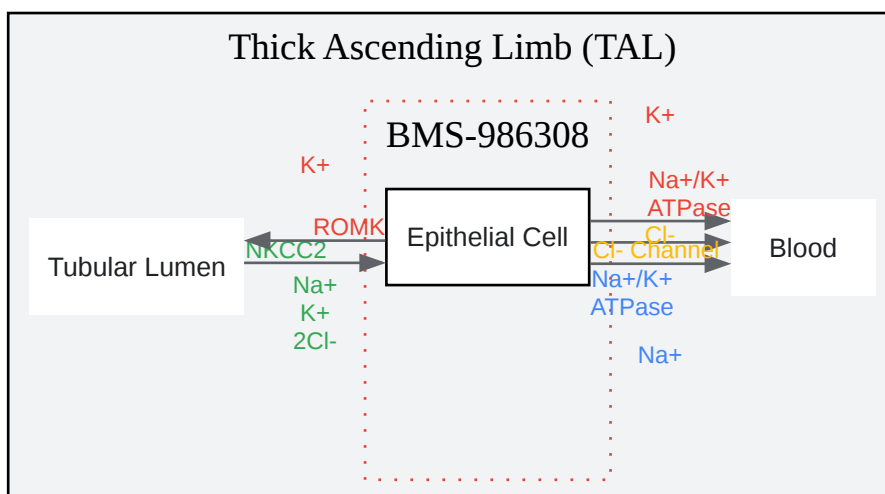 Thick Ascending Limb (TAL)
K+
BMS-986308
K+
Na+/K+
ATPase
ROMK
Epithelial Cell
Cl-
Cl- Channel
Blood
Tubular Lumen
NKCC2
Na+
K+
2Cl-
Na+/K+
ATPase
Na+